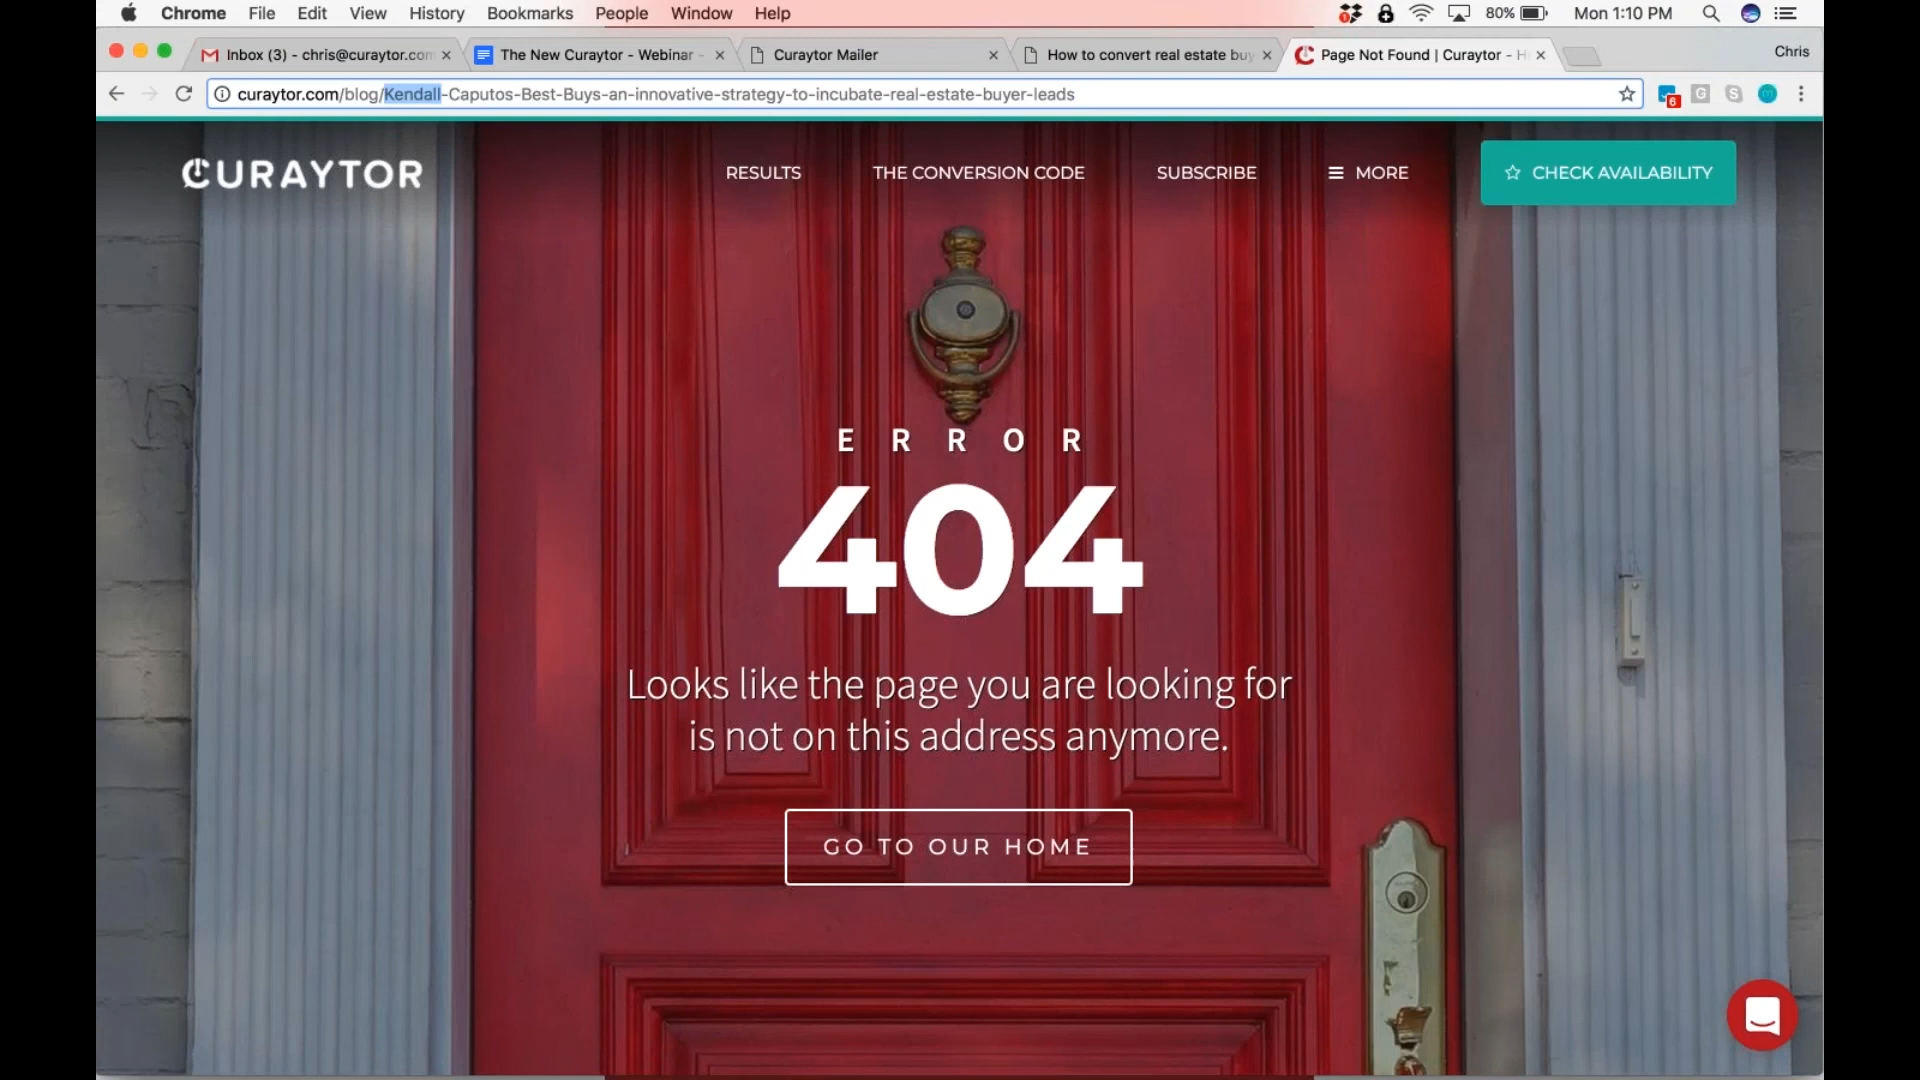 Chrome File Edit View History Bookmarks People Window Help 80% Mon 1:10 PM
Inbox (3) - chris@curaytor.com The New Curaytor - Webinar - Curaytor Mailer How to convert real estate buy Page Not Found | Curaytor - H Chris
curaytor.com/blog/Kendall-Caputos-Best-Buys-an-innovative-strategy-to-incubate-real-estate-buyer-leads 6
CURAYTOR RESULTS THE CONVERSION CODE SUBSCRIBE MORE CHECK AVAILABILITY
ERROR
404
Looks like the page you are looking for
is not on this address anymore.
GO TO OUR HOME